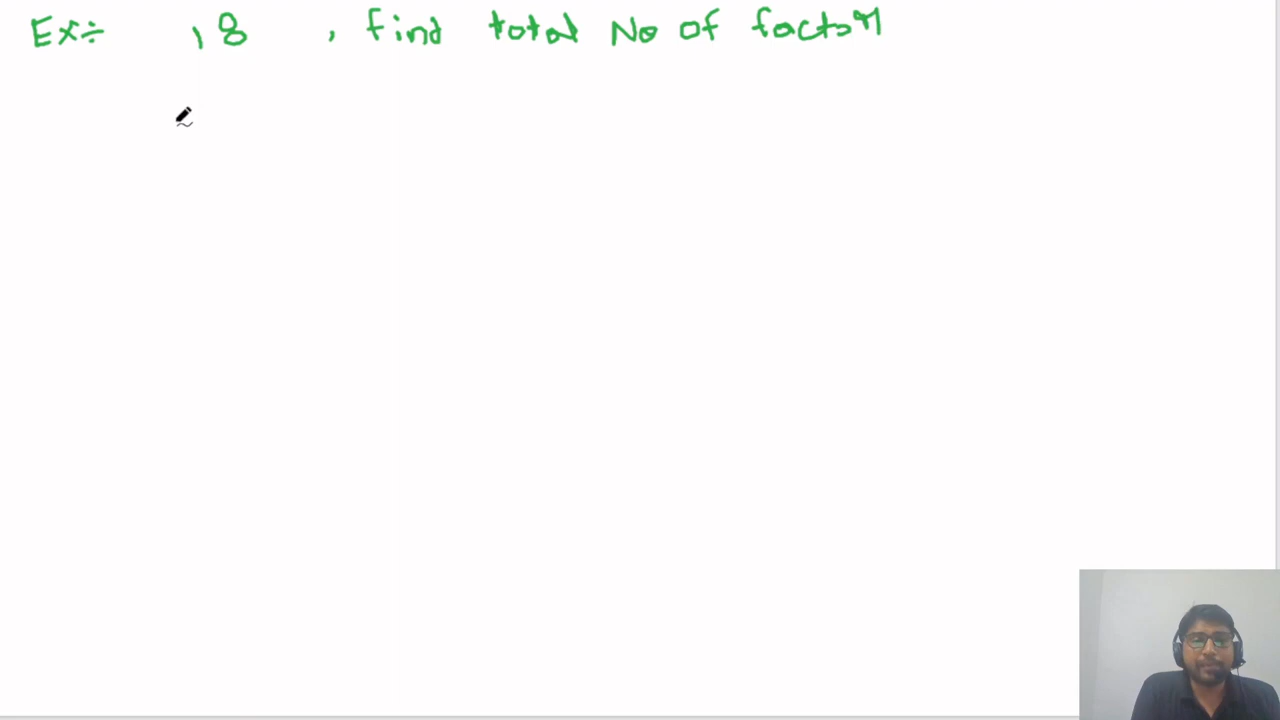 Ex÷ 18 , find total No of factor